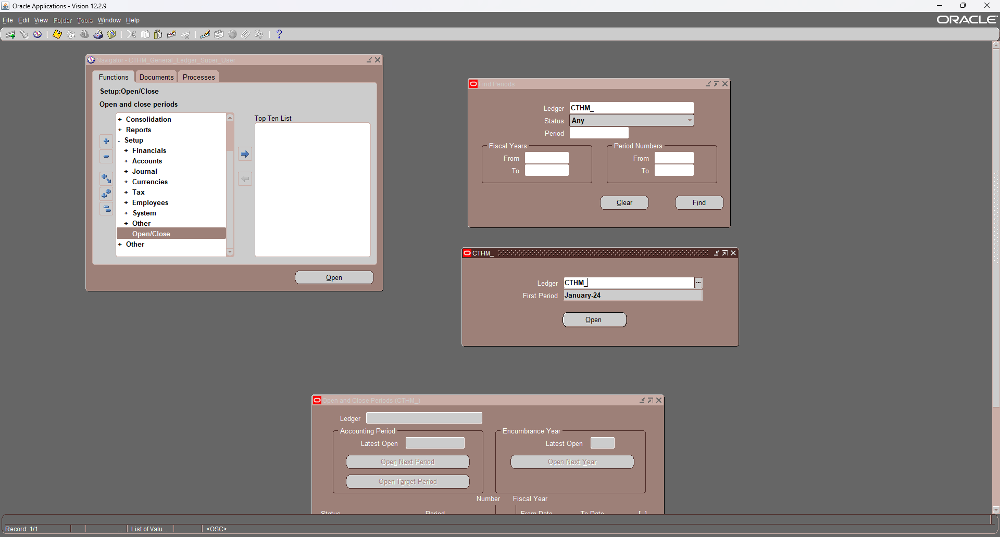 Oracle Applications - Vision 12.2.9
File Edit View Folder Tools Window Help
ORACLE
Navigator - CTHM_General_Ledger_Super_User
Functions Documents Processes
Setup:Open/Close
Open and close periods
+ Consolidation
+ Reports
- Setup
+ Financials
+ Accounts
+ Journal
+ Currencies
+ Tax
+ Employees
+ System
+ Other
Open/Close
+ Other
Top Ten List
Open
Find Periods
Ledger CTHM_
Status Any
Period
Fiscal Years
From
To
Period Numbers
From
To
Clear Find
CTHM_
Ledger CTHM_ ...
First Period January-24
Open
Open and Close Periods (CTHM_)
Ledger
Accounting Period
Latest Open
Open Next Period
Open Target Period
Encumbrance Year
Latest Open
Open Next Year
Number Fiscal Year
Status Period From Date To Date [ ]
Record: 1/1 ... List of Valu... <OSC>